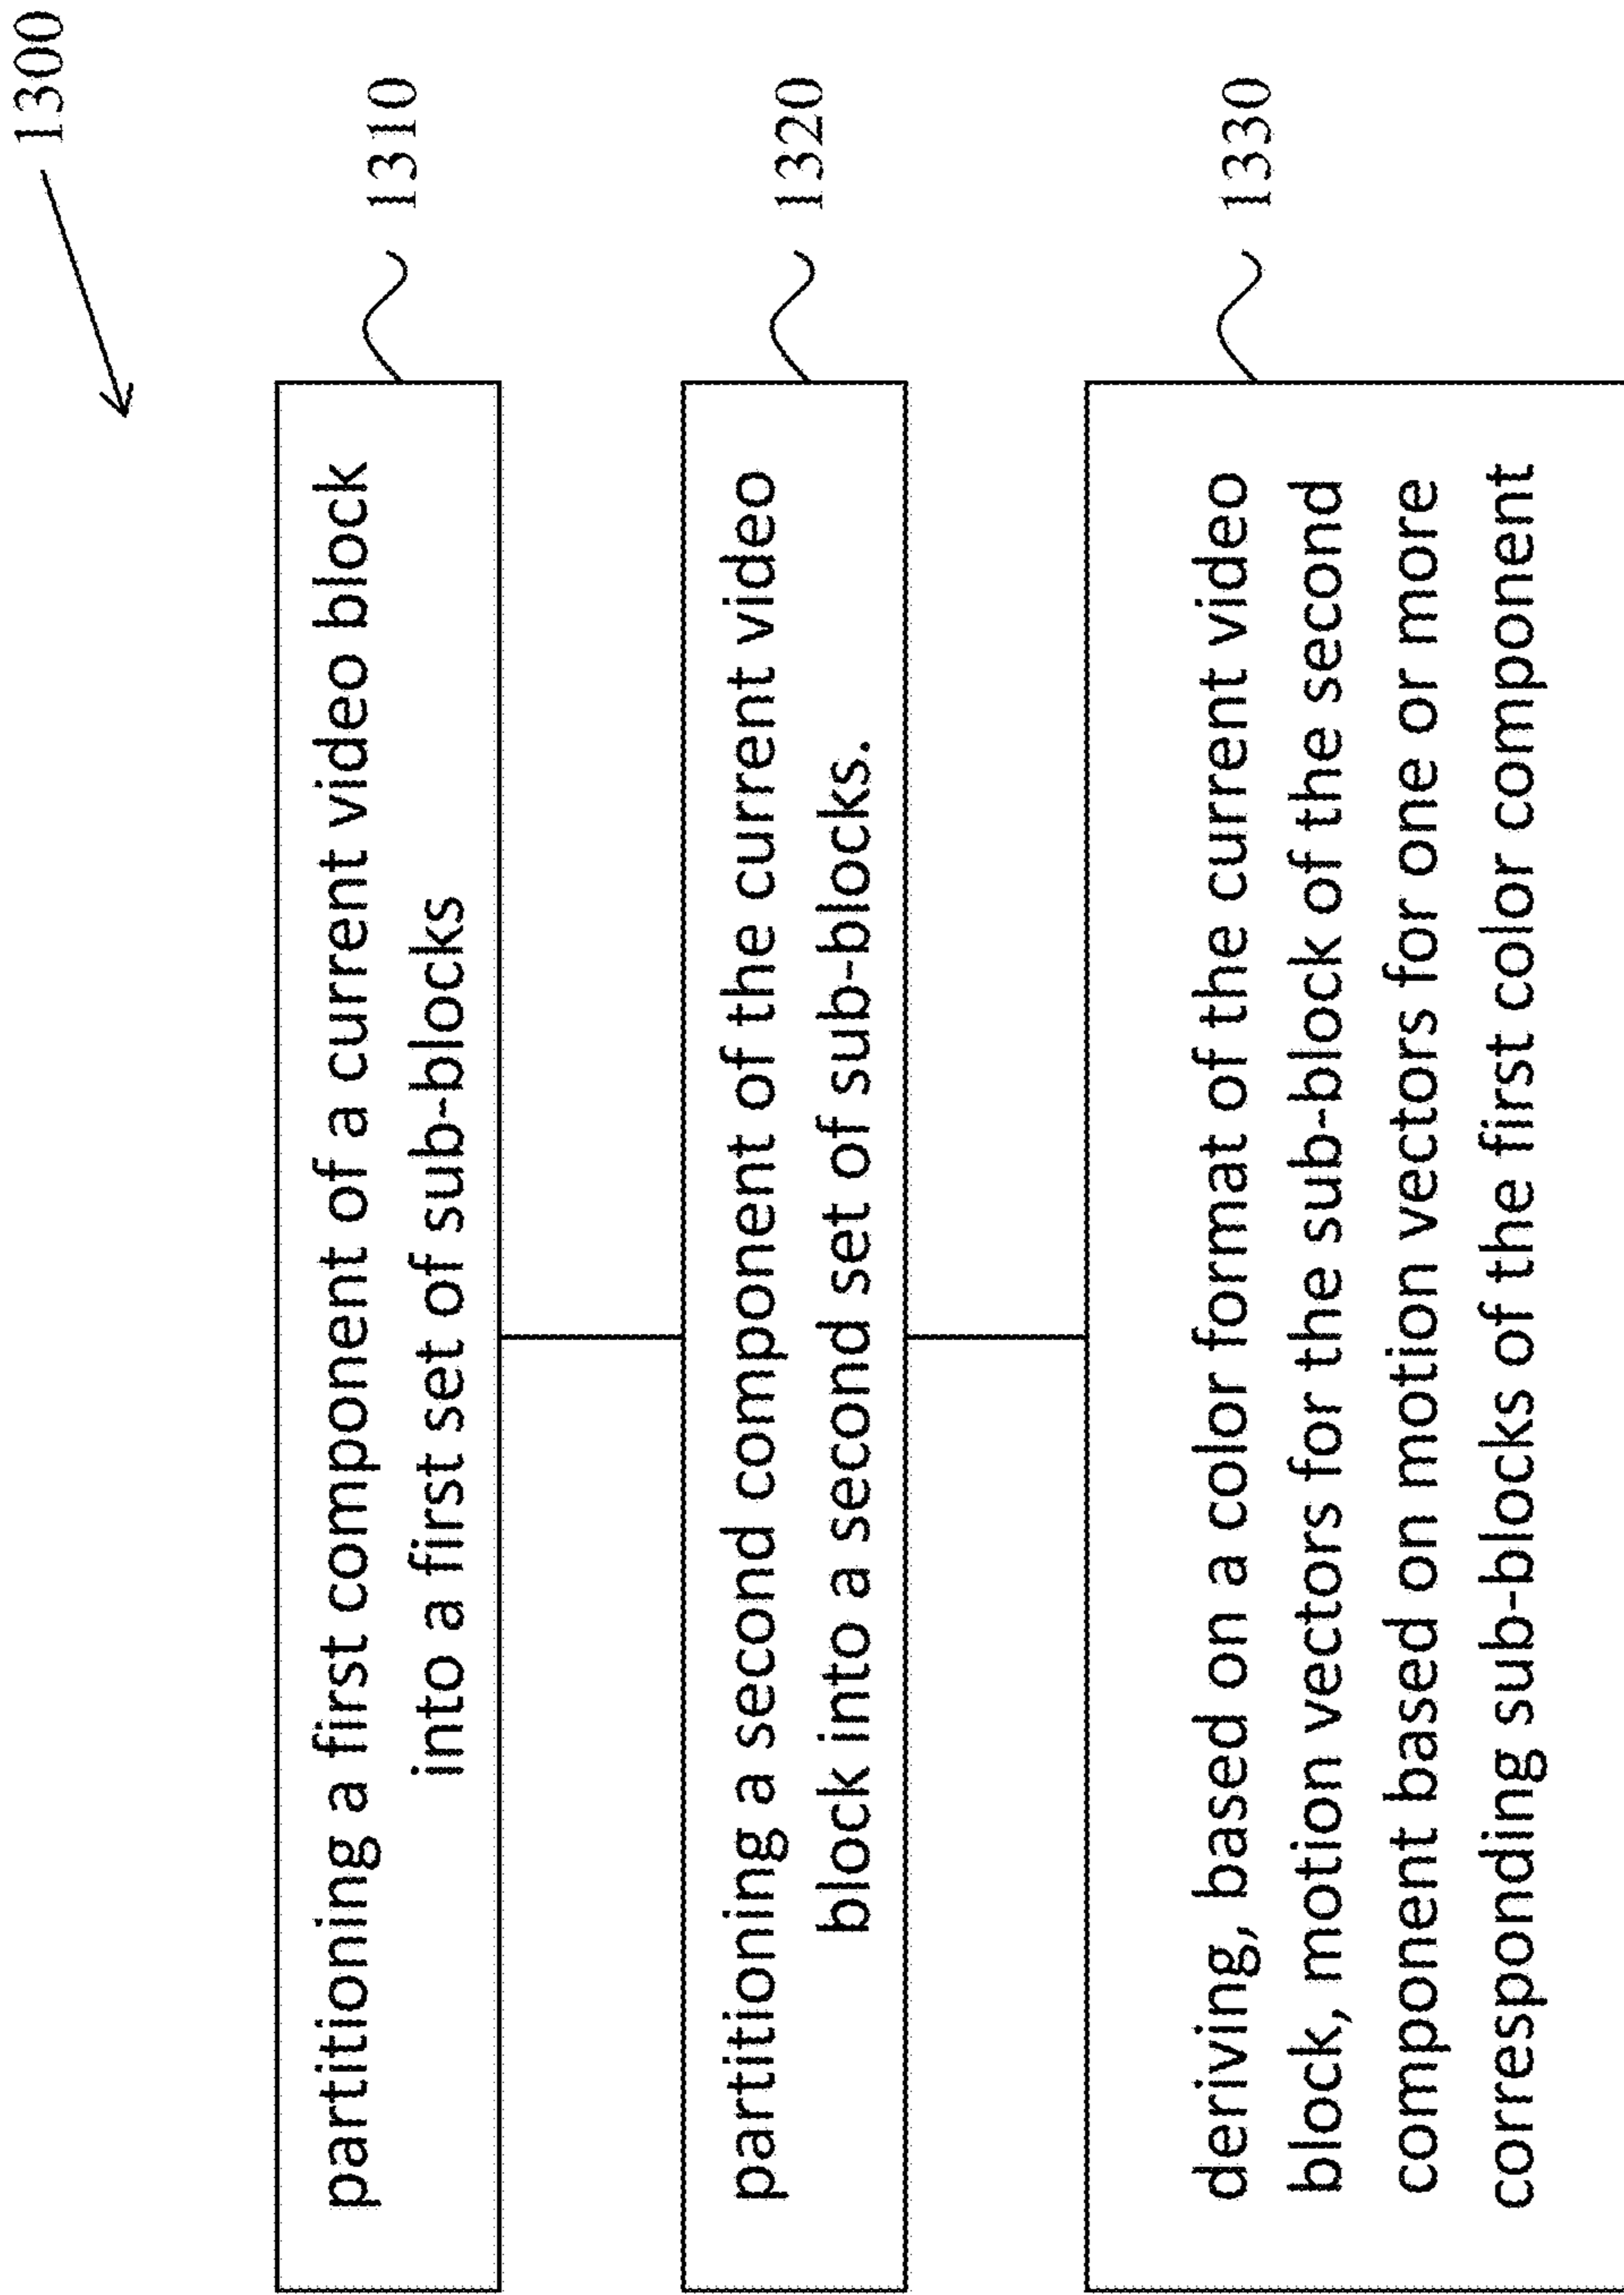 1300
partitioning a first component of a current video block
into a first set of sub-blocks
1310
partitioning a second component of the current video
block into a second set of sub-blocks.
1320
deriving, based on a color format of the current video
block, motion vectors for the sub-block of the second
component based on motion vectors for one or more
corresponding sub-blocks of the first color component
1330